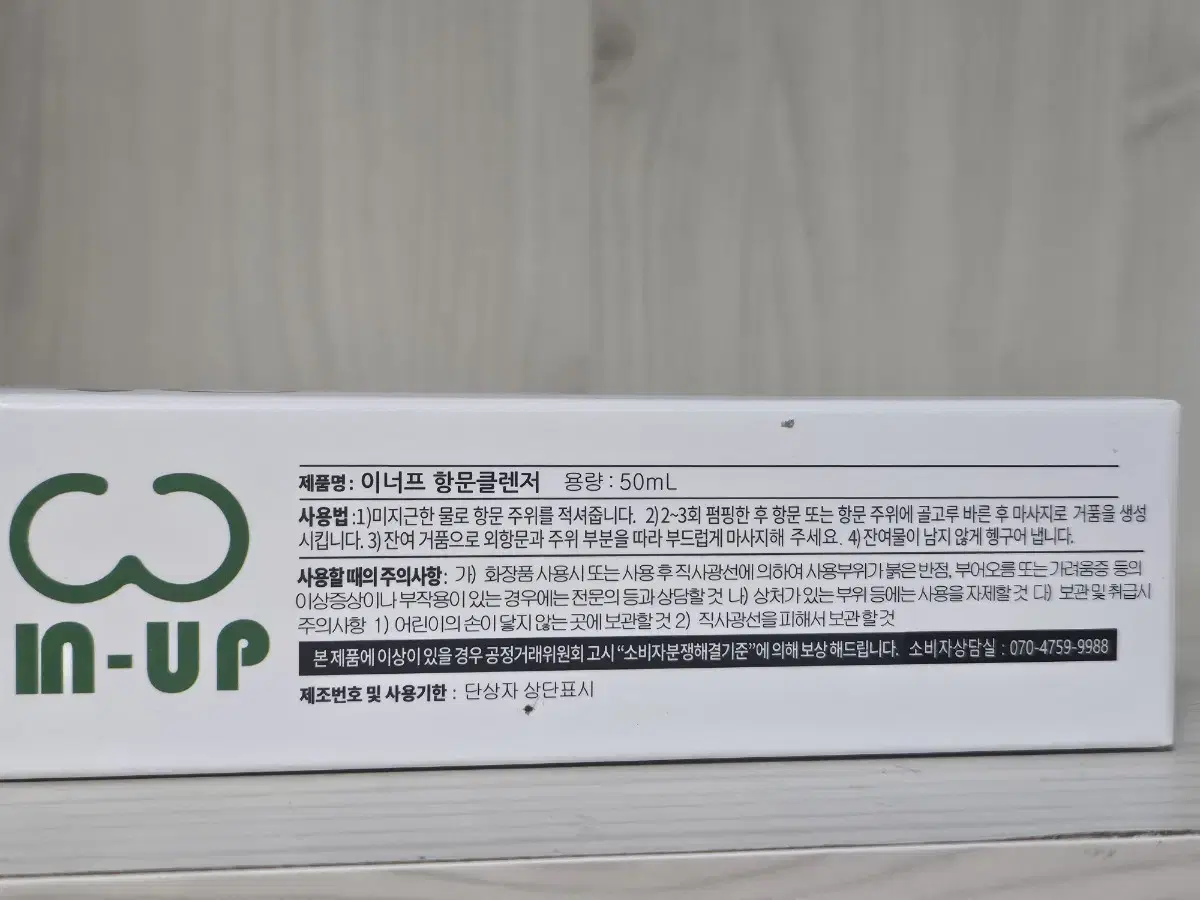 IN-UP
제품명: 이너프 항문클렌저 용량 : 50mL
사용법 :1)미지근한 물로 항문 주위를 적셔줍니다. 2)2~3회 펌핑한 후 항문 또는 항문 주위에 골고루 바른 후 마사지로 거품을 생성
시킵니다. 3) 잔여 거품으로 외항문과 주위 부분을 따라 부드럽게 마사지해 주세요. 4)잔여물이 남지 않게 헹구어 냅니다.
사용할 때의 주의사항: 가) 화장품 사용시 또는 사용 후 직사광선에 의하여 사용부위가 붉은 반점, 부어오름 또는 가려움증 등의
이상증상이나 부작용이 있는 경우에는 전문의 등과 상담할 것 나) 상처가 있는 부위 등에는 사용을 자제할 것 다) 보관 및 취급시
주의사항 1) 어린이의 손이 닿지 않는 곳에 보관할 것 2) 직사광선을 피해서 보관 할 것
본 제품에 이상이 있을 경우 공정거래위원회 고시 “소비자분쟁해결기준”에 의해 보상 해드립니다. 소비자상담실 : 070-4759-9988
제조번호 및 사용기한 : 단상자 상단표시